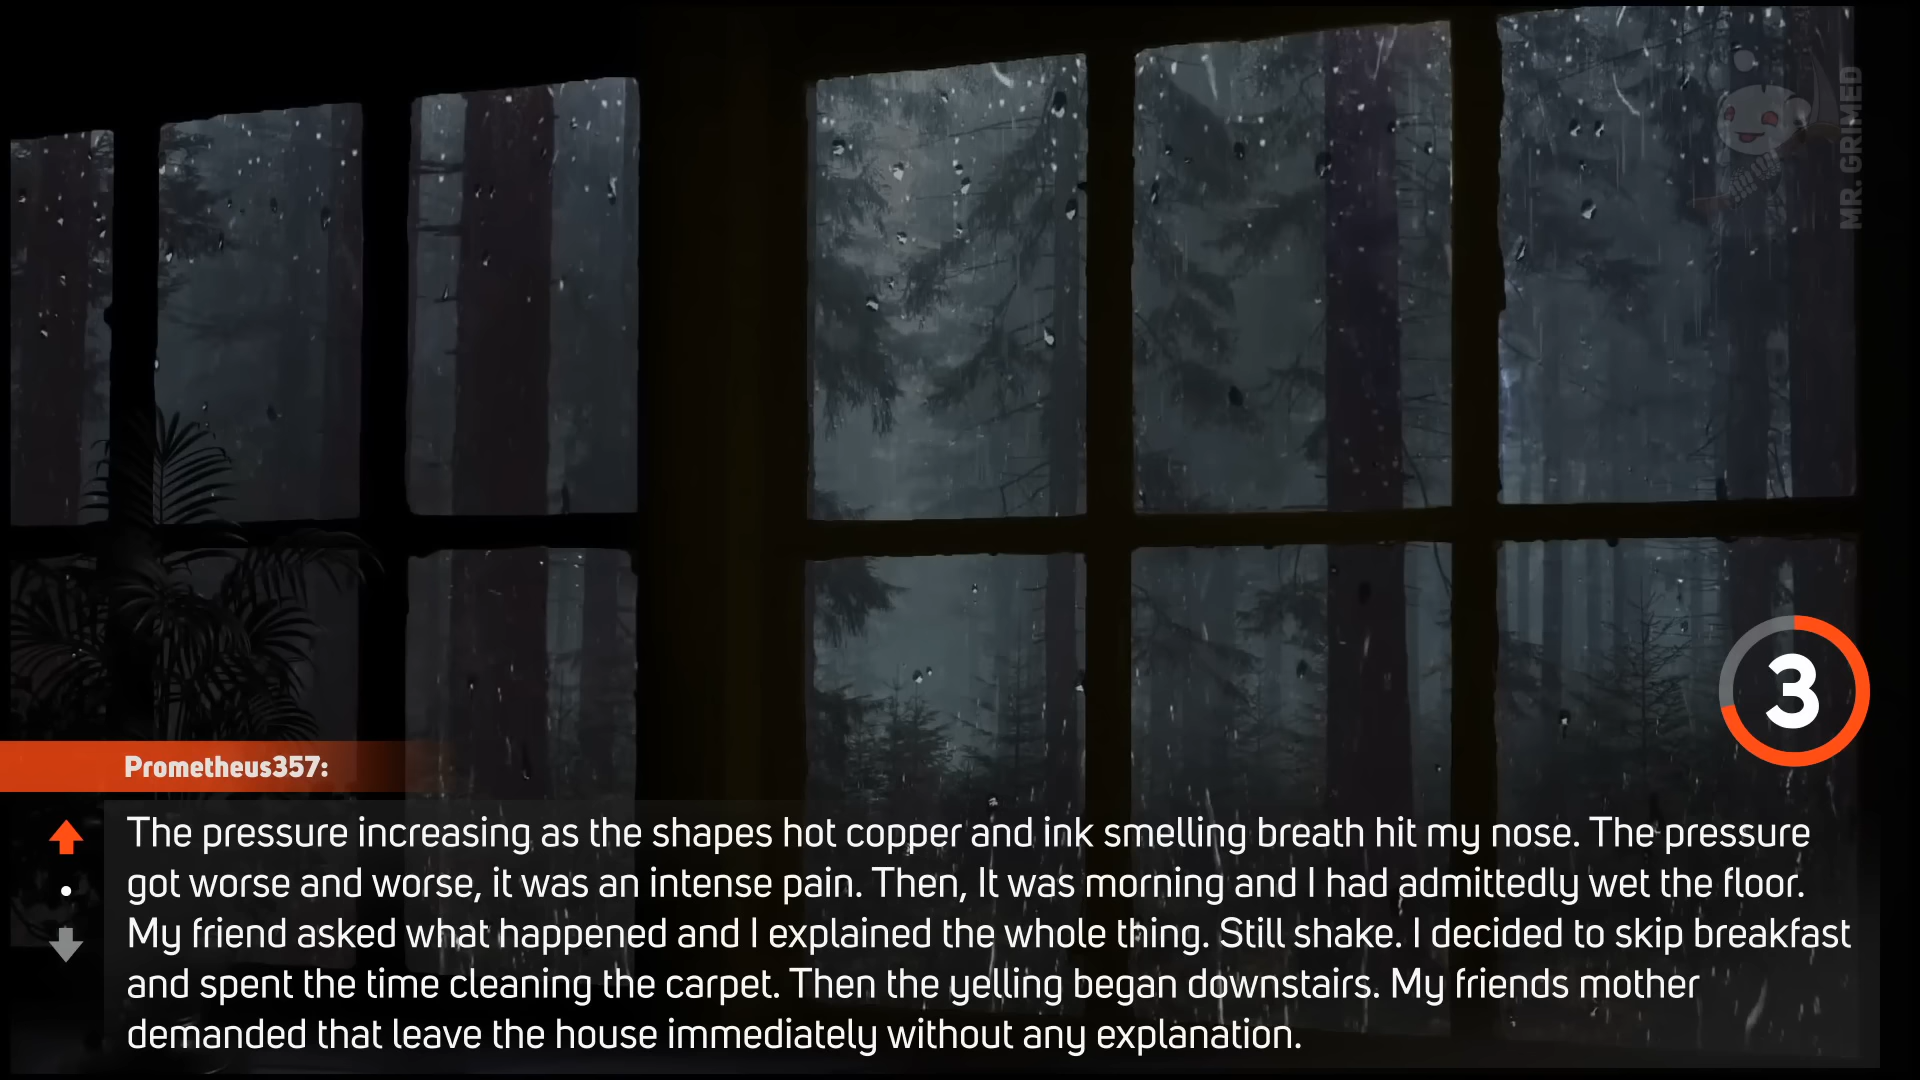 MR. GRIMED
3
Prometheus357:
The pressure increasing as the shapes hot copper and ink smelling breath hit my nose. The pressure
got worse and worse, it was an intense pain. Then, It was morning and I had admittedly wet the floor.
My friend asked what happened and I explained the whole thing. Still shake. I decided to skip breakfast
and spent the time cleaning the carpet. Then the yelling began downstairs. My friends mother
demanded that leave the house immediately without any explanation.